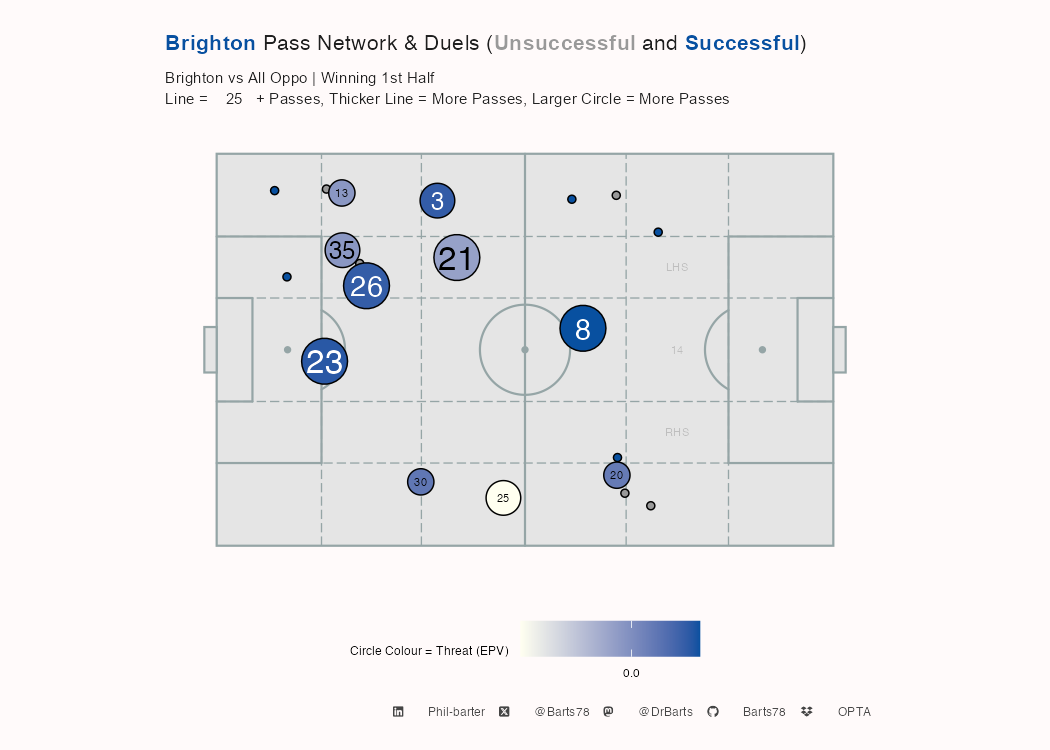 Brighton Pass Network & Duels (Unsuccessful and Successful)
Brighton vs All Oppo | Winning 1st Half
Line = 25 + Passes, Thicker Line = More Passes, Larger Circle = More Passes
13
3
35
21
LHS
26
8
14
23
RHS
30
20
25
Circle Colour = Threat (EPV)
0.0
Phil-barter @Barts78 @DrBarts Barts78 OPTA